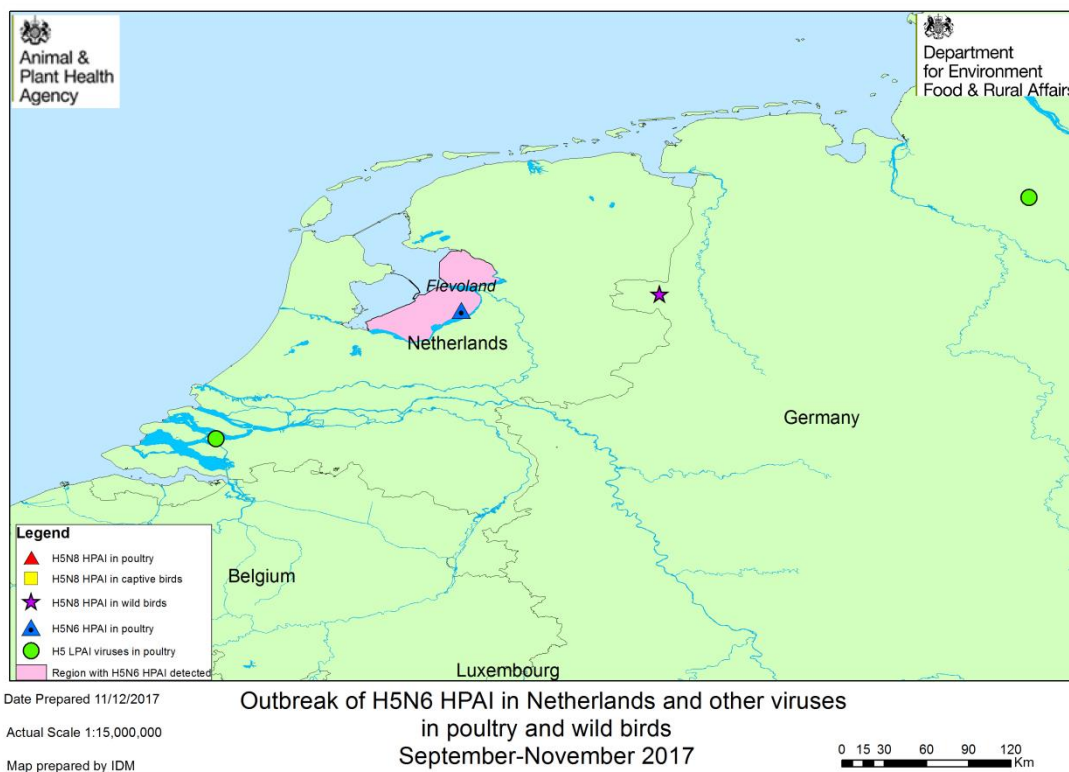 Animal &
Plant Health
Agency
Department
for Environment
Food & Rural Affairs
Flevoland
Netherlands
Germany
Belgium
Luxembourg
Legend
H5N8 HPAI in poultry
H5N8 HPAI in captive birds
H5N8 HPAI in wild birds
H5N6 HPAI in poultry
H5 LPAI viruses in poultry
Region with H5N6 HPAI detected
Date Prepared 11/12/2017
Actual Scale 1:15,000,000
Map prepared by IDM
Outbreak of H5N6 HPAI in Netherlands and other viruses
in poultry and wild birds
September-November 2017
0 15 30 60 90 120
Km